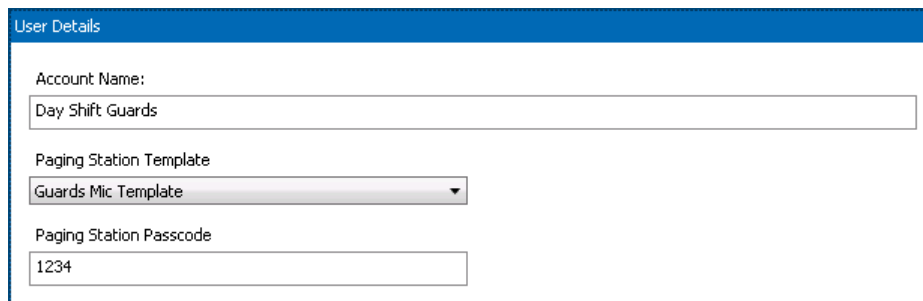 User Details
Account Name:
Day Shift Guards
Paging Station Template
Guards Mic Template
Paging Station Passcode
1234